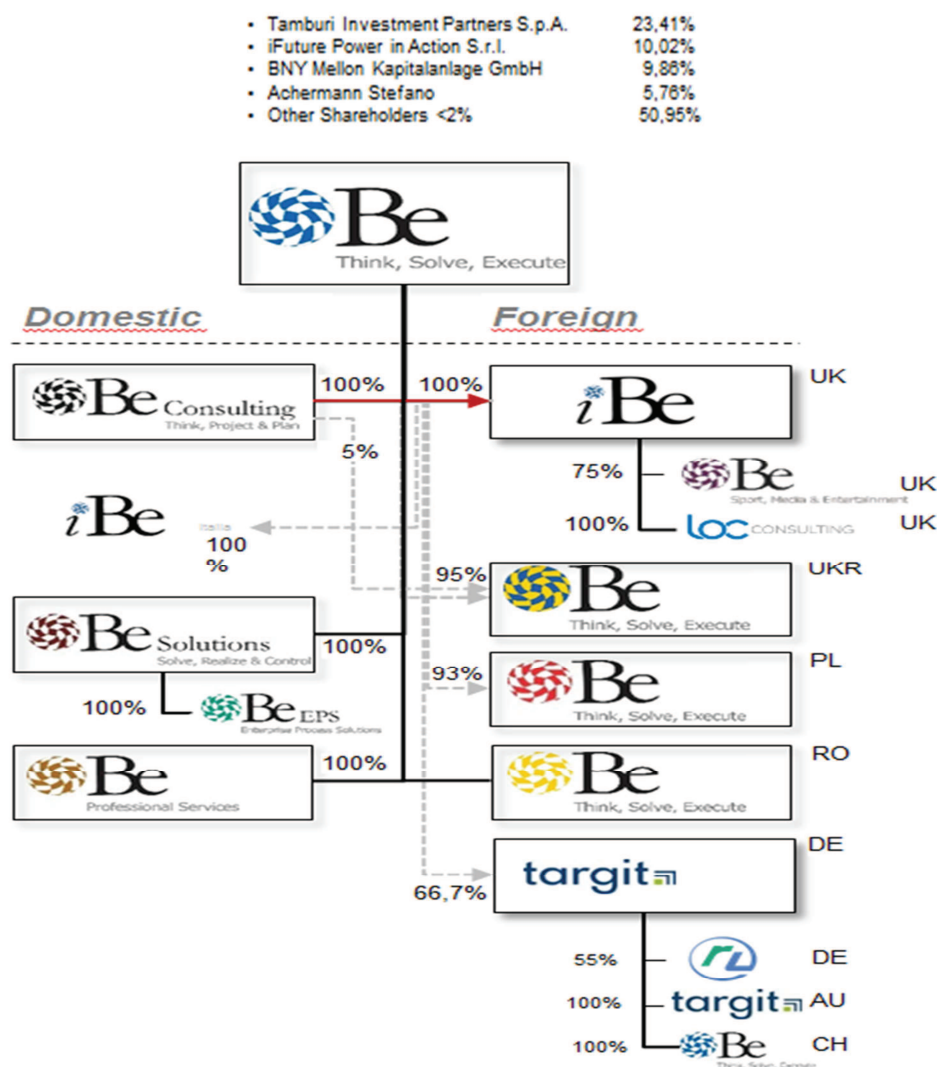 • Tamburi Investment Partners S.p.A. 23,41%
• iFuture Power in Action S.r.l. 10,02%
• BNY Mellon Kapitalanlage GmbH 9,86%
• Achermann Stefano 5,76%
• Other Shareholders <2% 50,95%
Be
Think, Solve, Execute
Domestic
Foreign
Be Consulting
Think, Project & Plan
100%
100%
iBe
UK
5%
75%
Be
Sport, Media & Entertainment
UK
100%
loc CONSULTING
UK
iBe
Italia
100
%
95%
Be
Think, Solve, Execute
UKR
Be Solutions
Solve, Realize & Control
100%
100%
Be EPS
Enterprise Process Solutions
93%
Be
Think, Solve, Execute
PL
Be
Professional Services
100%
Be
Think, Solve, Execute
RO
66,7%
targit
DE
55%
rl
DE
100%
targit
AU
100%
Be
Think, Solve, Execute
CH